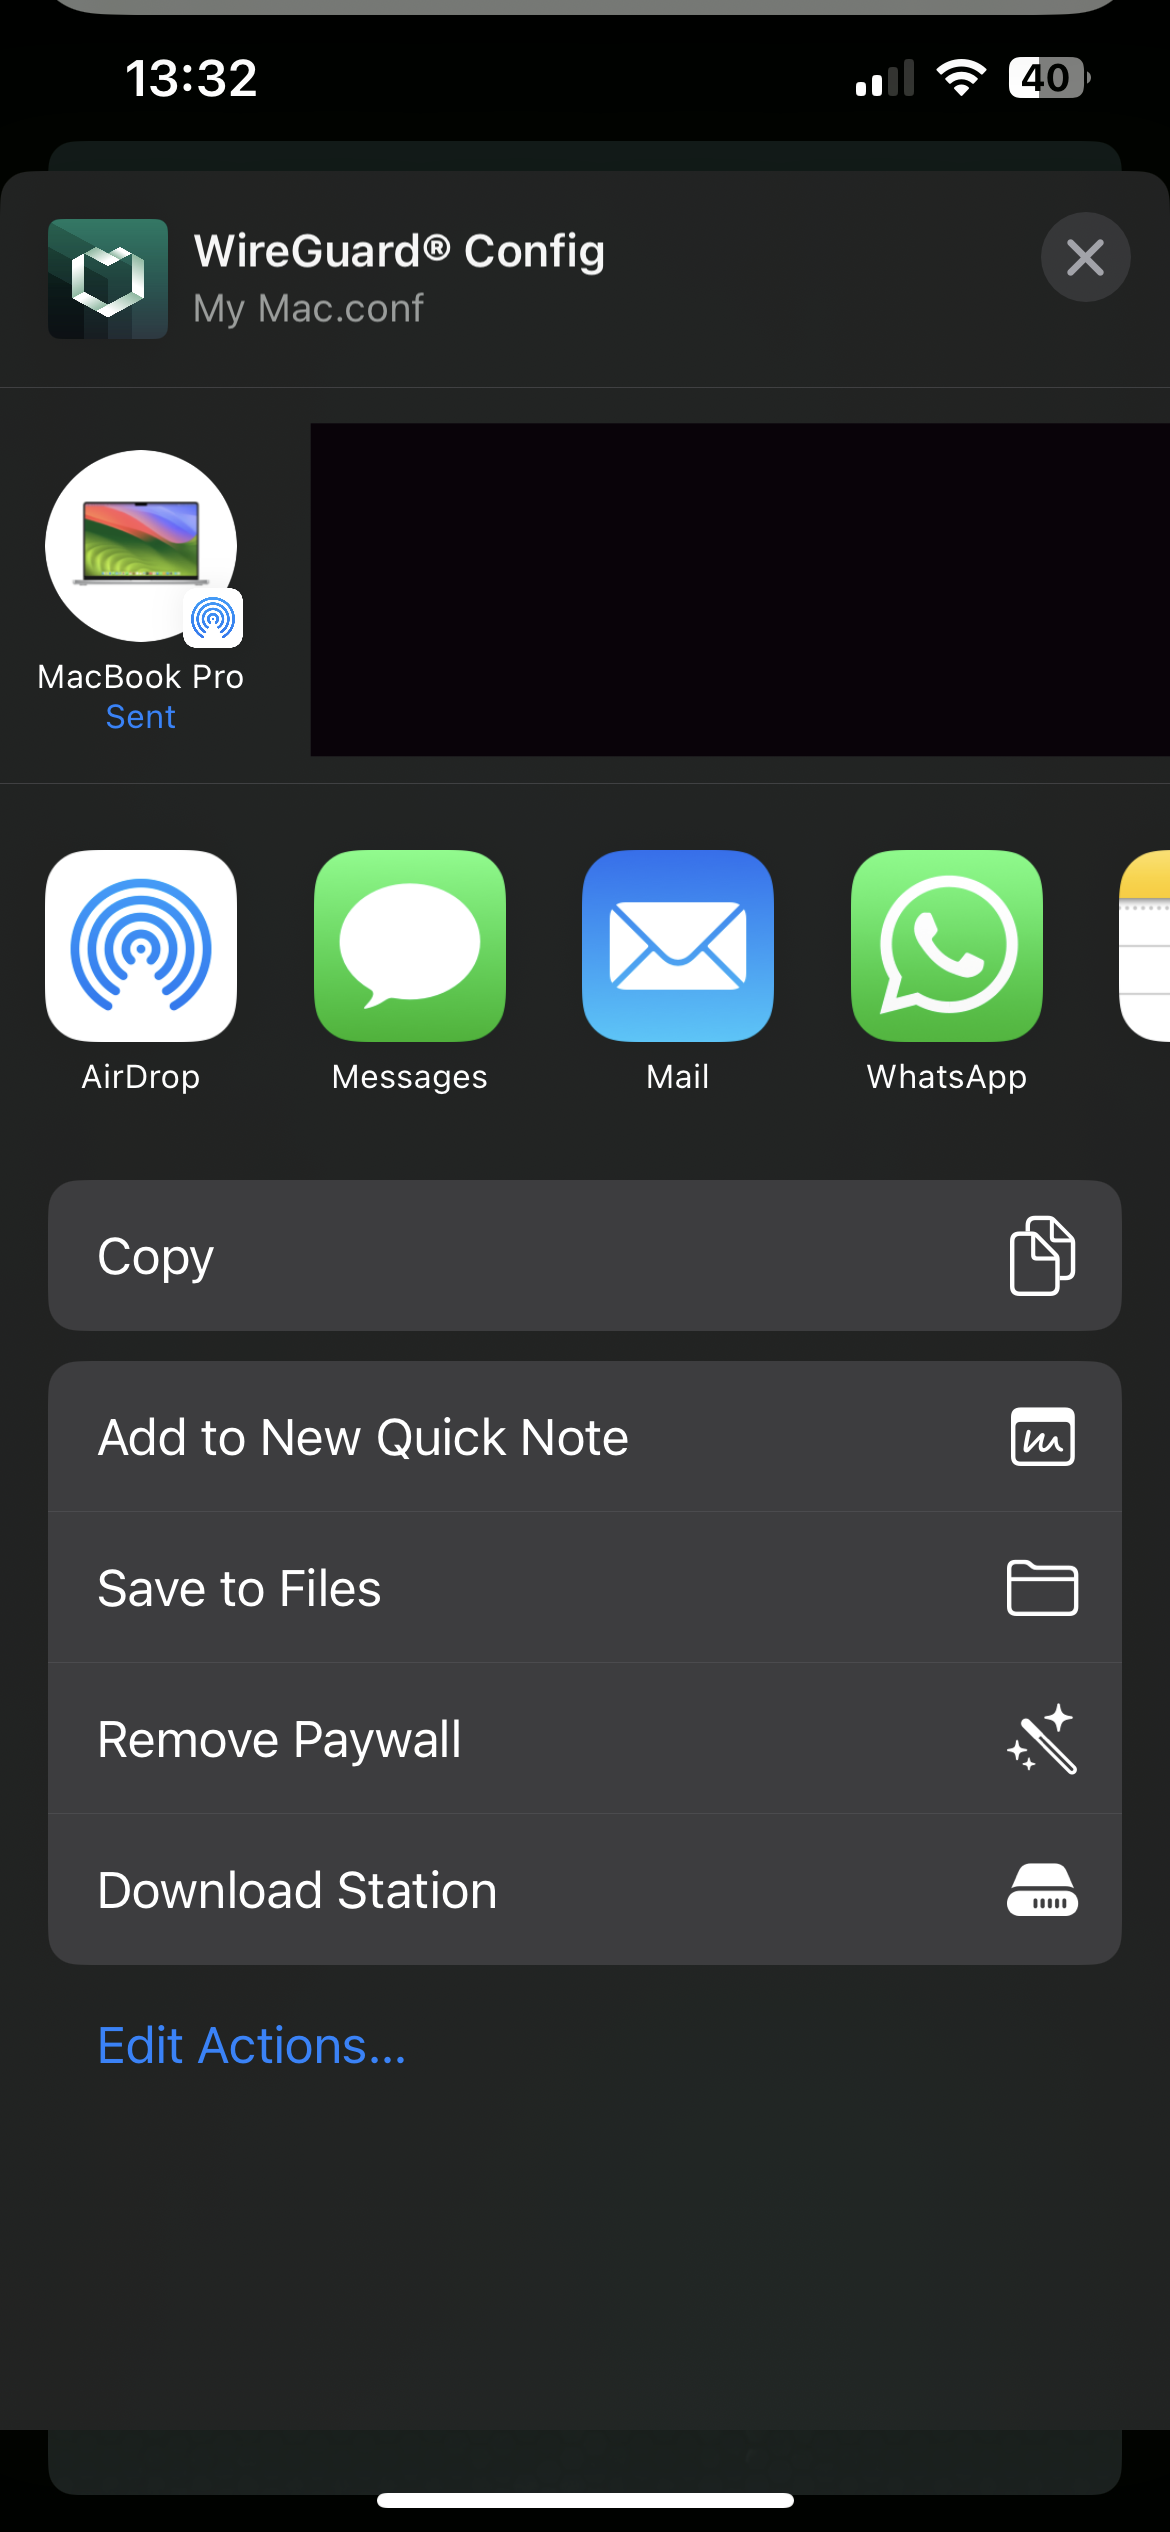 13:32
40
WireGuard® Config
My Mac.conf
MacBook Pro
Sent
AirDrop
Messages
Mail
WhatsApp
Copy
Add to New Quick Note
Save to Files
Remove Paywall
Download Station
Edit Actions...